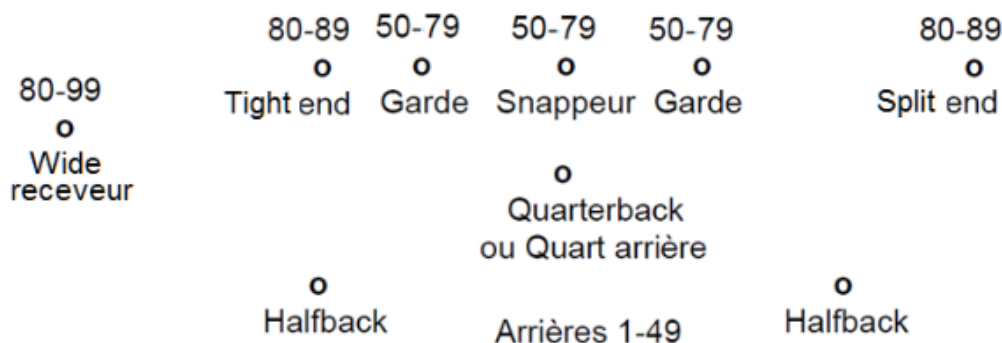 80-89 50-79 50-79 50-79 80-89
80-99
o o o o o
Tight end Garde Snappeur Garde Split end
o
Wide
receveur
o
Quarterback
ou Quart arrière
o o
Halfback Arrières 1-49 Halfback